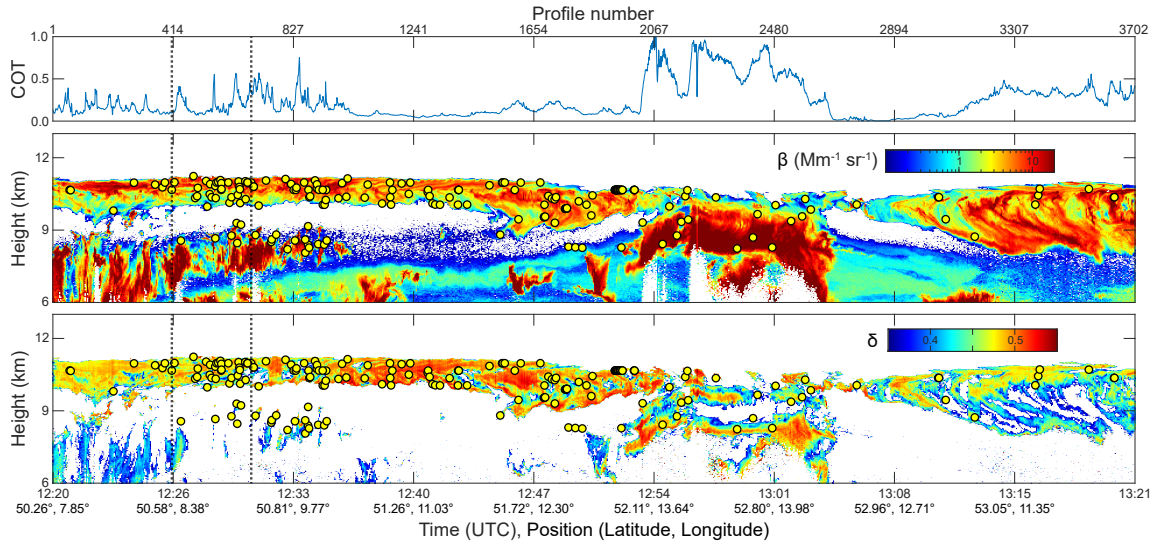 Profile number
1 414 827 1241 1654 2067 2480 2894 3307 3702
1.0
COT
0.5
0.0
12
β (Mm⁻¹ sr⁻¹)
1 10
Height (km)
9
6
12
δ
0.4 0.5
Height (km)
9
6
12:20 12:26 12:33 12:40 12:47 12:54 13:01 13:08 13:15 13:21
50.26°, 7.85° 50.58°, 8.38° 50.81°, 9.77° 51.26°, 11.03° 51.72°, 12.30° 52.11°, 13.64° 52.80°, 13.98° 52.96°, 12.71° 53.05°, 11.35°
Time (UTC), Position (Latitude, Longitude)